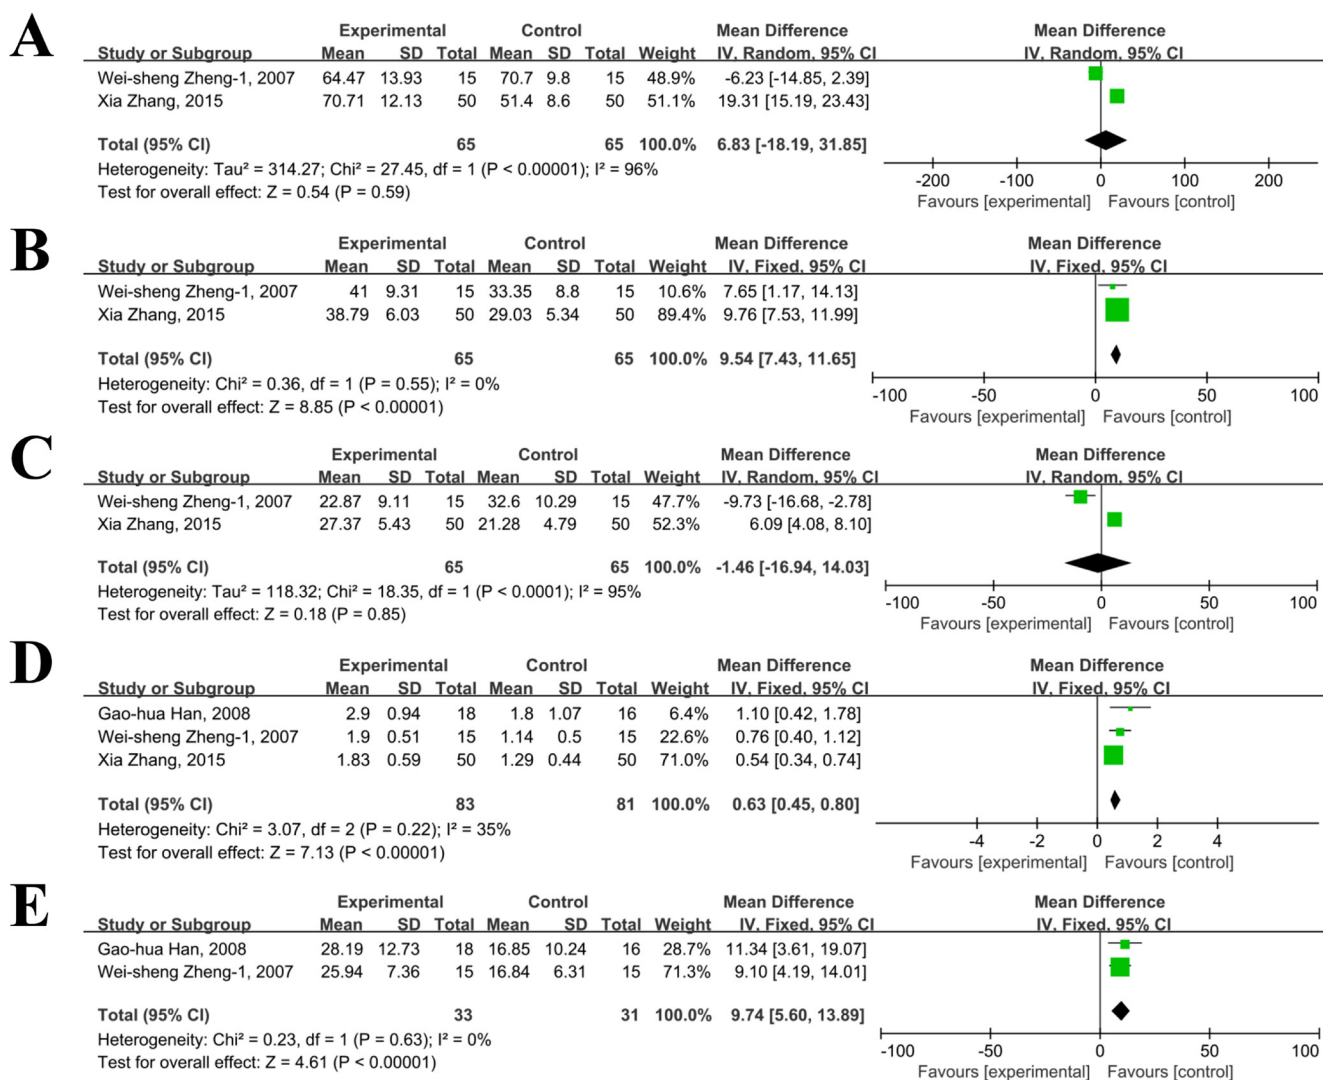 A
Experimental Control Mean Difference Mean Difference
Study or Subgroup Mean SD Total Mean SD Total Weight IV, Random, 95% CI IV, Random, 95% CI
Wei-sheng Zheng-1, 2007 64.47 13.93 15 70.7 9.8 15 48.9% -6.23 [-14.85, 2.39]
Xia Zhang, 2015 70.71 12.13 50 51.4 8.6 50 51.1% 19.31 [15.19, 23.43]
Total (95% CI) 65 65 100.0% 6.83 [-18.19, 31.85]
Heterogeneity: Tau² = 314.27; Chi² = 27.45, df = 1 (P < 0.00001); I² = 96%
Test for overall effect: Z = 0.54 (P = 0.59)
-200 -100 0 100 200
Favours [experimental] Favours [control]
B
Experimental Control Mean Difference Mean Difference
Study or Subgroup Mean SD Total Mean SD Total Weight IV, Fixed, 95% CI IV, Fixed, 95% CI
Wei-sheng Zheng-1, 2007 41 9.31 15 33.35 8.8 15 10.6% 7.65 [1.17, 14.13]
Xia Zhang, 2015 38.79 6.03 50 29.03 5.34 50 89.4% 9.76 [7.53, 11.99]
Total (95% CI) 65 65 100.0% 9.54 [7.43, 11.65]
Heterogeneity: Chi² = 0.36, df = 1 (P = 0.55); I² = 0%
Test for overall effect: Z = 8.85 (P < 0.00001)
-100 -50 0 50 100
Favours [experimental] Favours [control]
C
Experimental Control Mean Difference Mean Difference
Study or Subgroup Mean SD Total Mean SD Total Weight IV, Random, 95% CI IV, Random, 95% CI
Wei-sheng Zheng-1, 2007 22.87 9.11 15 32.6 10.29 15 47.7% -9.73 [-16.68, -2.78]
Xia Zhang, 2015 27.37 5.43 50 21.28 4.79 50 52.3% 6.09 [4.08, 8.10]
Total (95% CI) 65 65 100.0% -1.46 [-16.94, 14.03]
Heterogeneity: Tau² = 118.32; Chi² = 18.35, df = 1 (P < 0.0001); I² = 95%
Test for overall effect: Z = 0.18 (P = 0.85)
-100 -50 0 50 100
Favours [experimental] Favours [control]
D
Experimental Control Mean Difference Mean Difference
Study or Subgroup Mean SD Total Mean SD Total Weight IV, Fixed, 95% CI IV, Fixed, 95% CI
Gao-hua Han, 2008 2.9 0.94 18 1.8 1.07 16 6.4% 1.10 [0.42, 1.78]
Wei-sheng Zheng-1, 2007 1.9 0.51 15 1.14 0.5 15 22.6% 0.76 [0.40, 1.12]
Xia Zhang, 2015 1.83 0.59 50 1.29 0.44 50 71.0% 0.54 [0.34, 0.74]
Total (95% CI) 83 81 100.0% 0.63 [0.45, 0.80]
Heterogeneity: Chi² = 3.07, df = 2 (P = 0.22); I² = 35%
Test for overall effect: Z = 7.13 (P < 0.00001)
-4 -2 0 2 4
Favours [experimental] Favours [control]
E
Experimental Control Mean Difference Mean Difference
Study or Subgroup Mean SD Total Mean SD Total Weight IV, Fixed, 95% CI IV, Fixed, 95% CI
Gao-hua Han, 2008 28.19 12.73 18 16.85 10.24 16 28.7% 11.34 [3.61, 19.07]
Wei-sheng Zheng-1, 2007 25.94 7.36 15 16.84 6.31 15 71.3% 9.10 [4.19, 14.01]
Total (95% CI) 33 31 100.0% 9.74 [5.60, 13.89]
Heterogeneity: Chi² = 0.23, df = 1 (P = 0.63); I² = 0%
Test for overall effect: Z = 4.61 (P < 0.00001)
-100 -50 0 50 100
Favours [experimental] Favours [control]